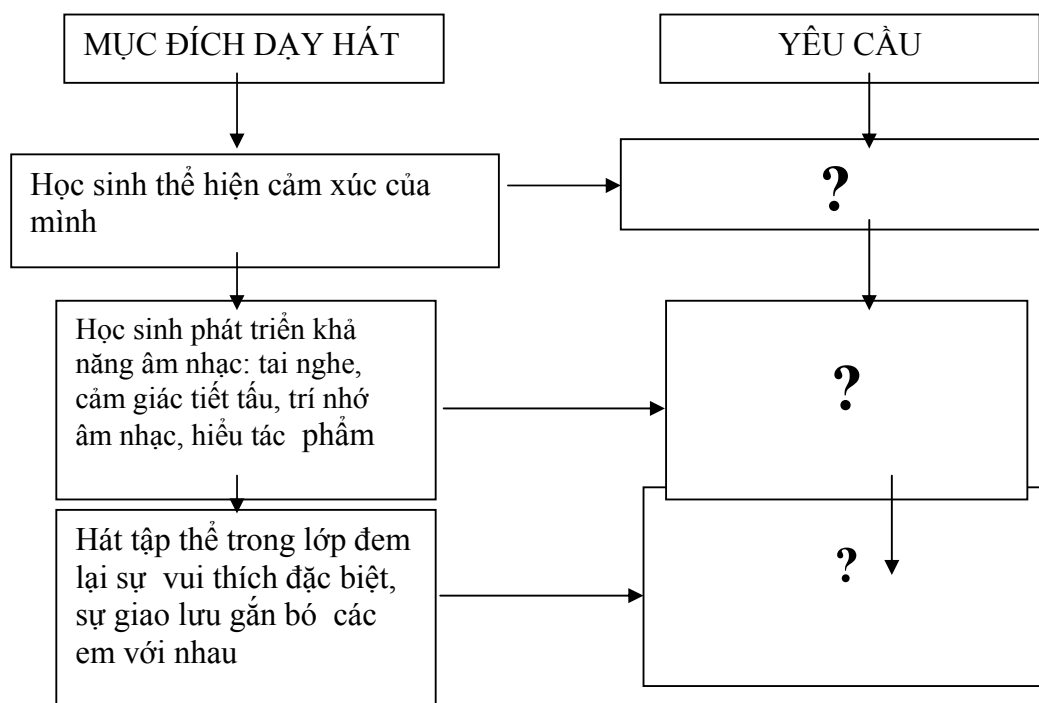 MỤC ĐÍCH DẠY HÁT
YÊU CẦU
Học sinh thể hiện cảm xúc của
mình
?
Học sinh phát triển khả
năng âm nhạc: tai nghe,
cảm giác tiết tấu, trí nhớ
âm nhạc, hiểu tác phẩm
?
Hát tập thể trong lớp đem
lại sự vui thích đặc biệt,
sự giao lưu gắn bó các
em với nhau
?